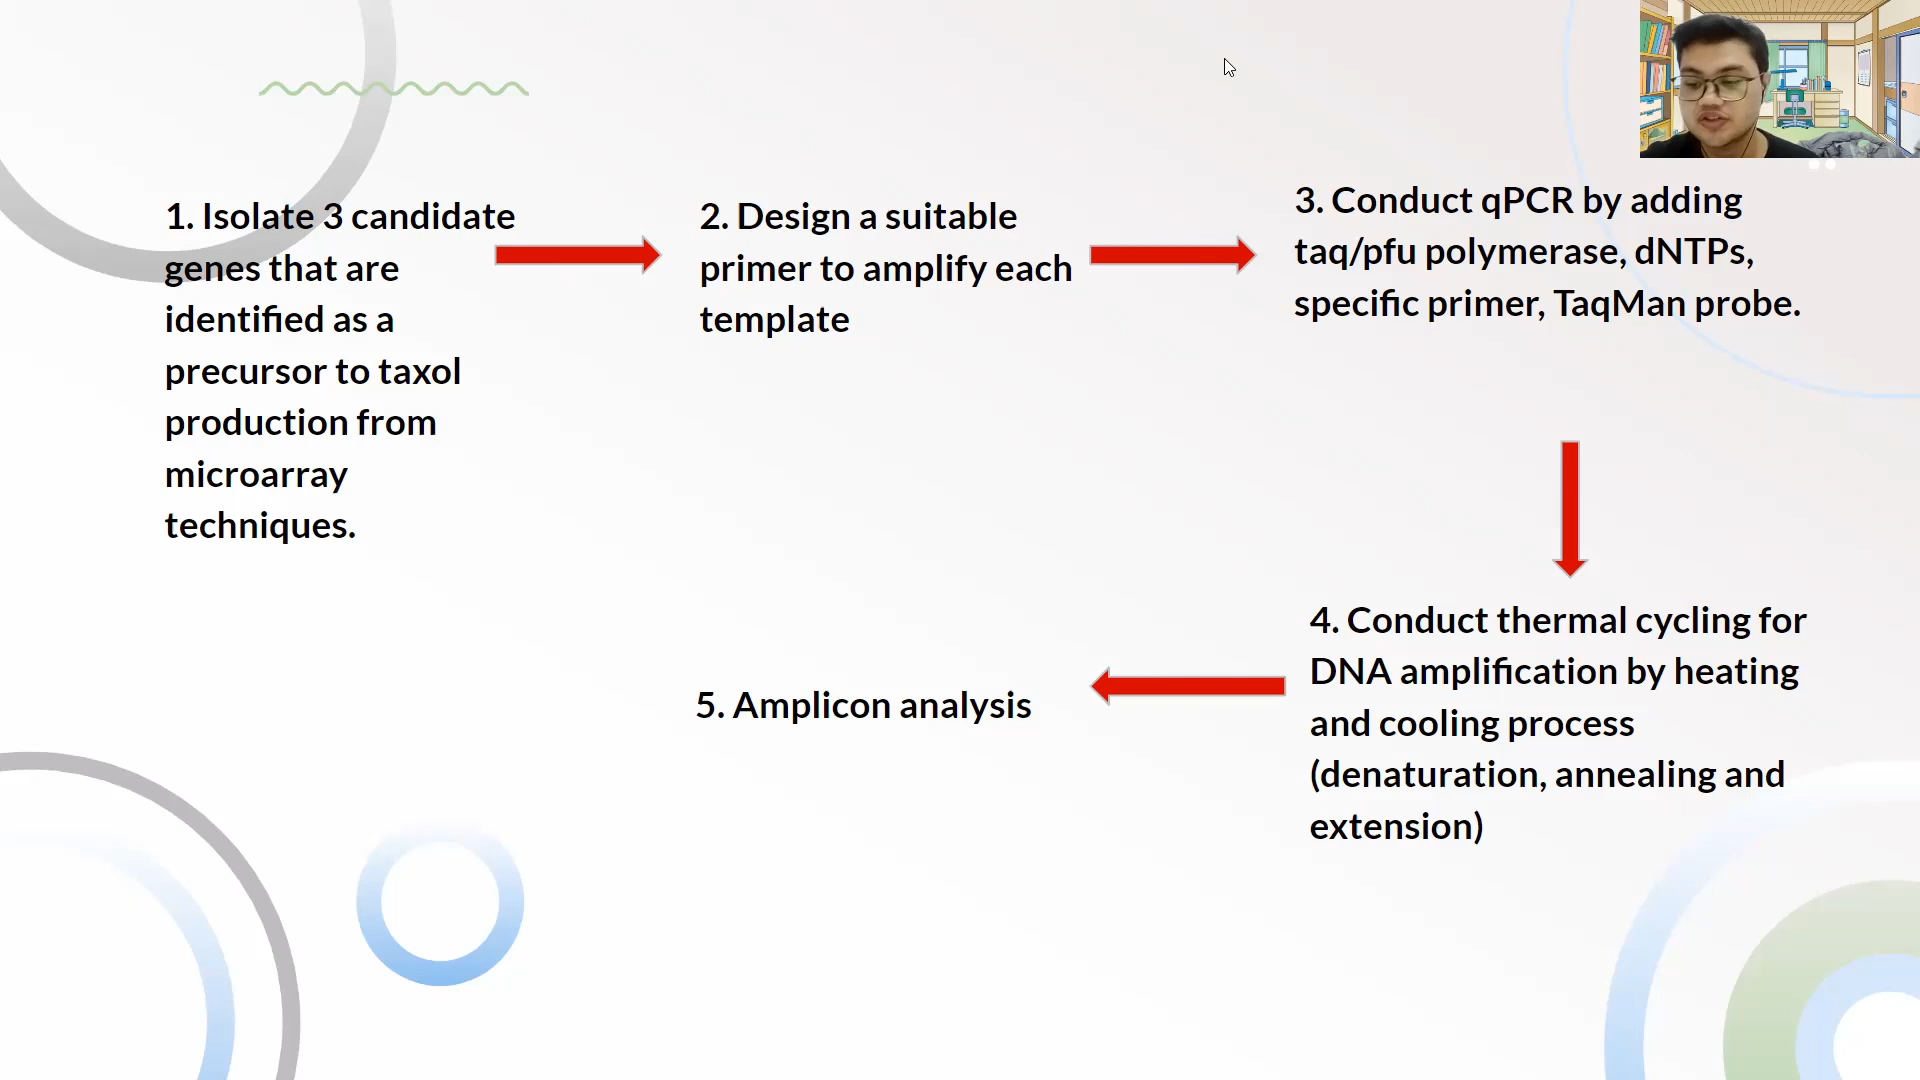 1. Isolate 3 candidate
genes that are
identified as a
precursor to taxol
production from
microarray
techniques.
2. Design a suitable
primer to amplify each
template
3. Conduct qPCR by adding
taq/pfu polymerase, dNTPs,
specific primer, TaqMan probe.
4. Conduct thermal cycling for
DNA amplification by heating
and cooling process
(denaturation, annealing and
extension)
5. Amplicon analysis